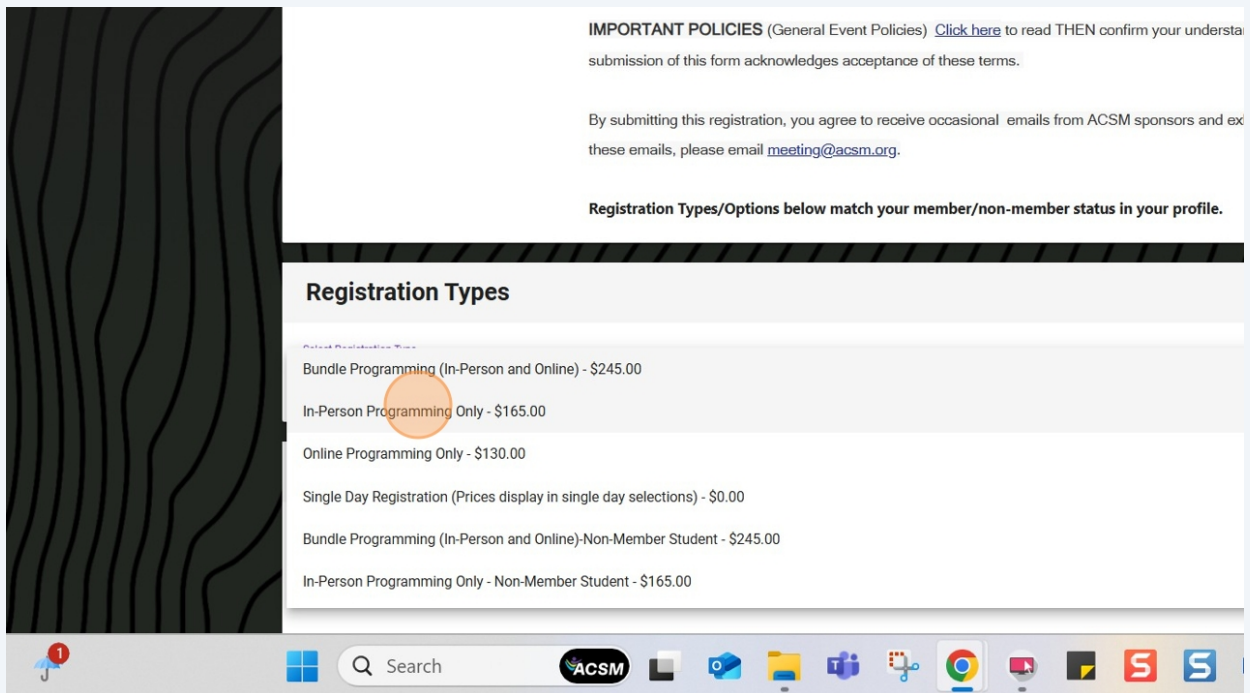 IMPORTANT POLICIES (General Event Policies) Click here to read THEN confirm your understa
submission of this form acknowledges acceptance of these terms.
By submitting this registration, you agree to receive occasional emails from ACSM sponsors and ex
these emails, please email meeting@acsm.org.
Registration Types/Options below match your member/non-member status in your profile.
Registration Types
Select Registration Type
Bundle Programming (In-Person and Online) - $245.00
In-Person Programming Only - $165.00
Online Programming Only - $130.00
Single Day Registration (Prices display in single day selections) - $0.00
Bundle Programming (In-Person and Online)-Non-Member Student - $245.00
In-Person Programming Only - Non-Member Student - $165.00
1
Search
ACSM
S
S